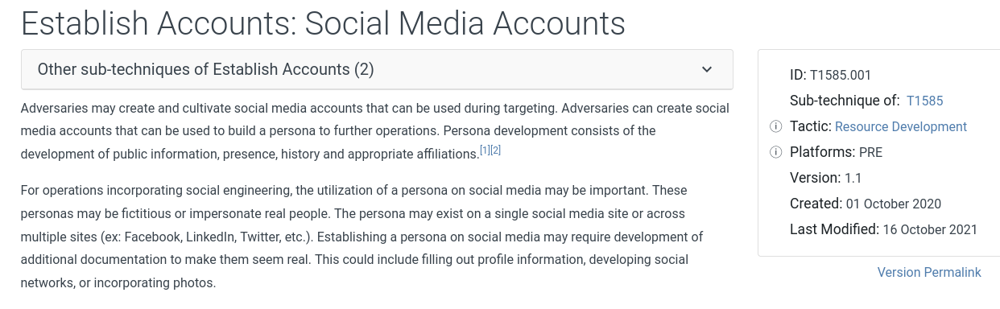 Establish Accounts: Social Media Accounts
Other sub-techniques of Establish Accounts (2)
Adversaries may create and cultivate social media accounts that can be used during targeting. Adversaries can create social
media accounts that can be used to build a persona to further operations. Persona development consists of the
development of public information, presence, history and appropriate affiliations.[1][2]
For operations incorporating social engineering, the utilization of a persona on social media may be important. These
personas may be fictitious or impersonate real people. The persona may exist on a single social media site or across
multiple sites (ex: Facebook, LinkedIn, Twitter, etc.). Establishing a persona on social media may require development of
additional documentation to make them seem real. This could include filling out profile information, developing social
networks, or incorporating photos.
ID: T1585.001
Sub-technique of: T1585
Tactic: Resource Development
Platforms: PRE
Version: 1.1
Created: 01 October 2020
Last Modified: 16 October 2021
Version Permalink